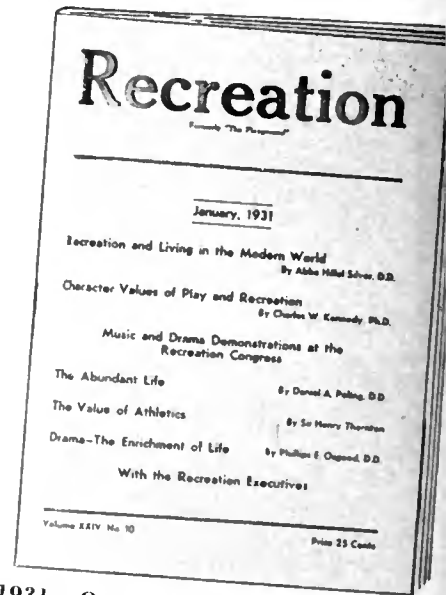 Recreation
Formerly "The Playground"
January, 1931
Recreation and Living in the Modern World
By Abba Hillel Silver, D.D.
Character Values of Play and Recreation
By Charles W. Kennedy, Ph.D.
Music and Drama Demonstrations at the
Recreation Congress
The Abundant Life By Daniel A. Poling, D.D.
The Value of Athletics By Sir Henry Thornton
Drama–The Enrichment of Life By Phillips E. Osgood, D.D.
With the Recreation Executives
Volume XXIV No. 10 Price 25 Cents